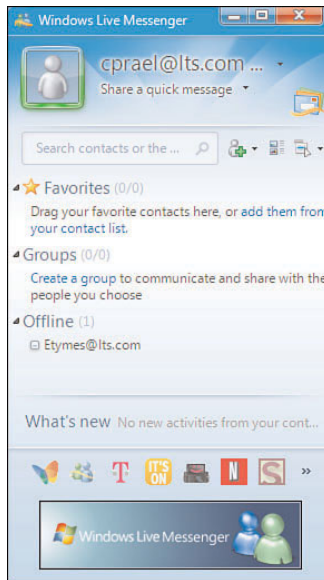 Windows Live Messenger
cprael@lts.com ...
Share a quick message
Search contacts or the ...
Favorites (0/0)
Drag your favorite contacts here, or add them from
your contact list.
Groups (0/0)
Create a group to communicate and share with the
people you choose
Offline (1)
Etymes@lts.com
What's new No new activities from your cont...
T IT'S ON N S »
Windows Live Messenger